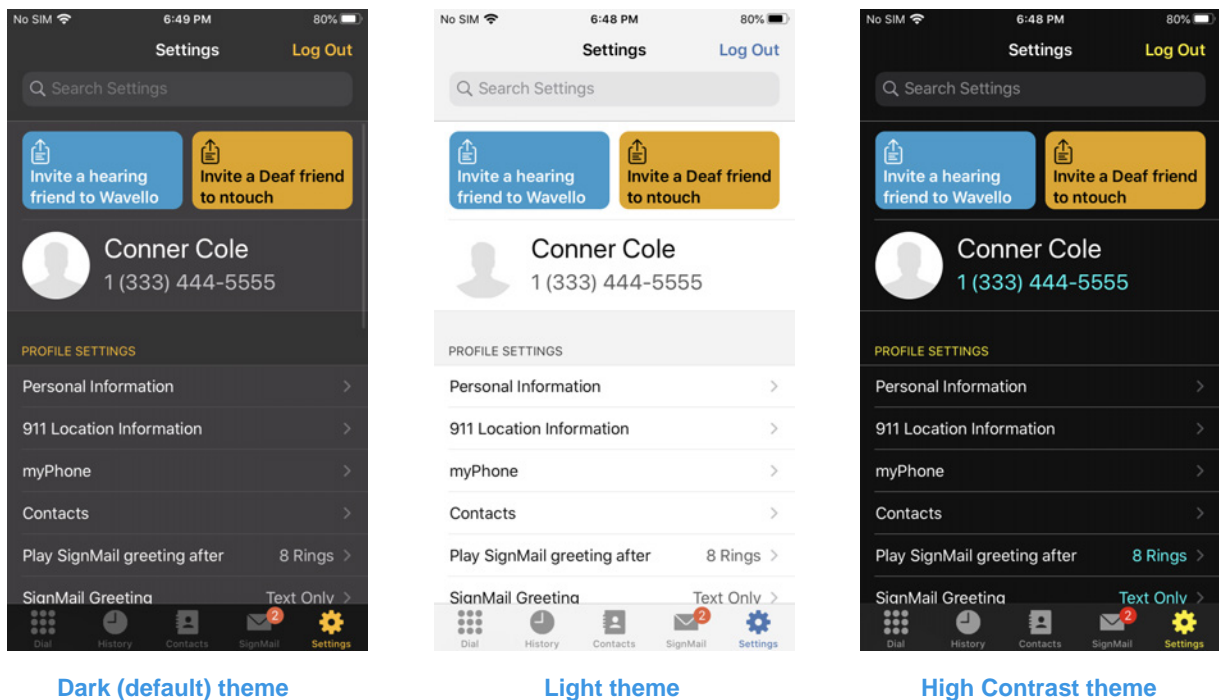 No SIM 6:49 PM 80%
Settings Log Out
Search Settings
Invite a hearing
friend to Wavello
Invite a Deaf friend
to ntouch
Conner Cole
1 (333) 444-5555
PROFILE SETTINGS
Personal Information
911 Location Information
myPhone
Contacts
Play SignMail greeting after 8 Rings
SignMail Greeting Text Only
2
Dial History Contacts SignMail Settings
Dark (default) theme
No SIM 6:48 PM 80%
Settings Log Out
Search Settings
Invite a hearing
friend to Wavello
Invite a Deaf friend
to ntouch
Conner Cole
1 (333) 444-5555
PROFILE SETTINGS
Personal Information
911 Location Information
myPhone
Contacts
Play SignMail greeting after 8 Rings
SignMail Greeting Text Only
2
Dial History Contacts SignMail Settings
Light theme
No SIM 6:48 PM 80%
Settings Log Out
Search Settings
Invite a hearing
friend to Wavello
Invite a Deaf friend
to ntouch
Conner Cole
1 (333) 444-5555
PROFILE SETTINGS
Personal Information
911 Location Information
myPhone
Contacts
Play SignMail greeting after 8 Rings
SignMail Greeting Text Only
2
Dial History Contacts SignMail Settings
High Contrast theme